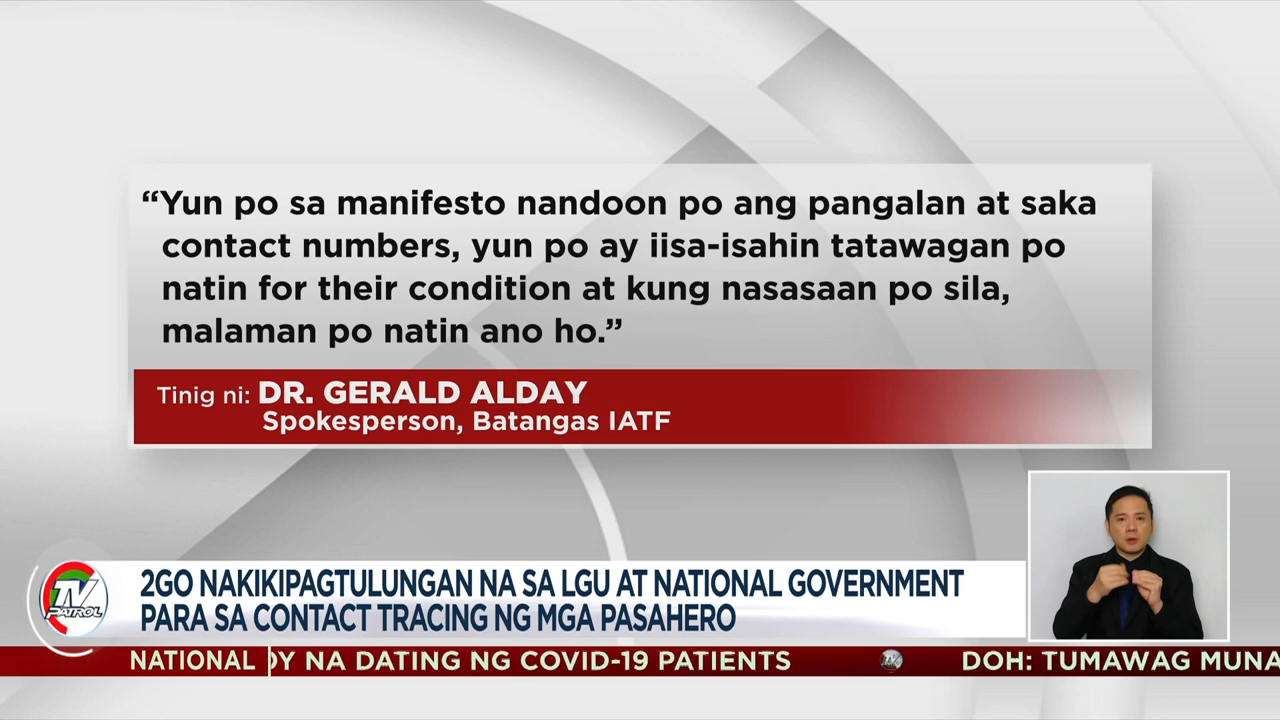 “Yun po sa manifesto nandoon po ang pangalan at saka
contact numbers, yun po ay iisa-isahin tatawagan po
natin for their condition at kung nasasaan po sila,
malaman po natin ano ho.”
Tinig ni: DR. GERALD ALDAY
Spokesperson, Batangas IATF
TV PATROL
2GO NAKIKIPAGTULUNGAN NA SA LGU AT NATIONAL GOVERNMENT
PARA SA CONTACT TRACING NG MGA PASAHERO
NATIONAL NA DATING NG COVID-19 PATIENTS TV DOH: TUMAWAG MUNA